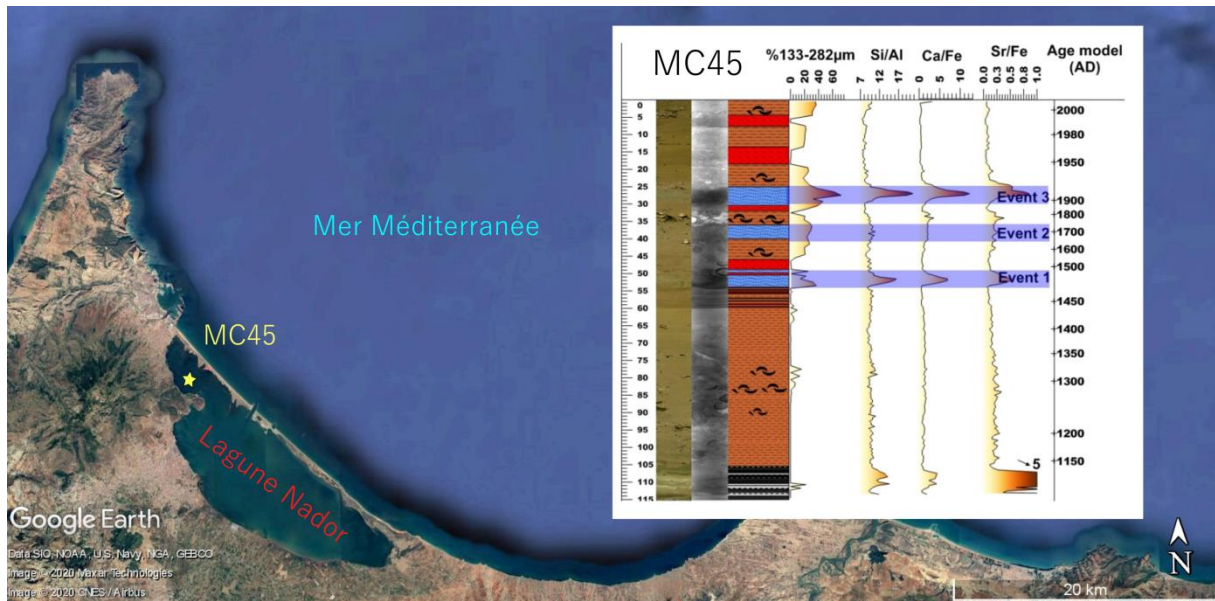 MC45
%133-282µm
Si/Al
Ca/Fe
Sr/Fe
Age model
(AD)
0 20 40 60
7 12 17
0 5 10
0.0 0.3 0.5 0.8 1.0
0
5
10
15
20
25
30
35
40
45
50
55
60
65
70
75
80
85
90
95
100
105
110
115
Event 3
Event 2
Event 1
5
2000
1980
1950
1900
1800
1700
1600
1500
1450
1400
1350
1300
1200
1150
Mer Méditerranée
MC45
Lagune Nador
Google Earth
Data SIO, NOAA, U.S. Navy, NGA, GEBCO
Image © 2020 Maxar Technologies
Image © 2020 CNES / Airbus
N
20 km